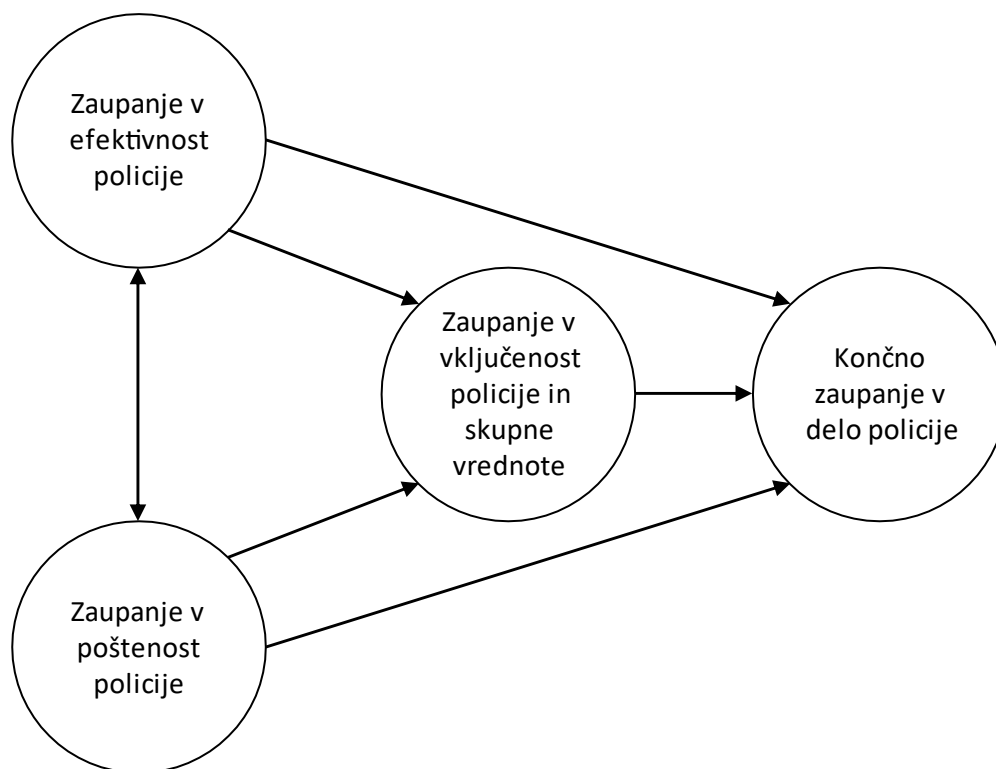 Zaupanje v
efektivnost
policije
Zaupanje v
vključenost
policije in
skupne
vrednote
Končno
zaupanje v
delo policije
Zaupanje v
poštenost
policije